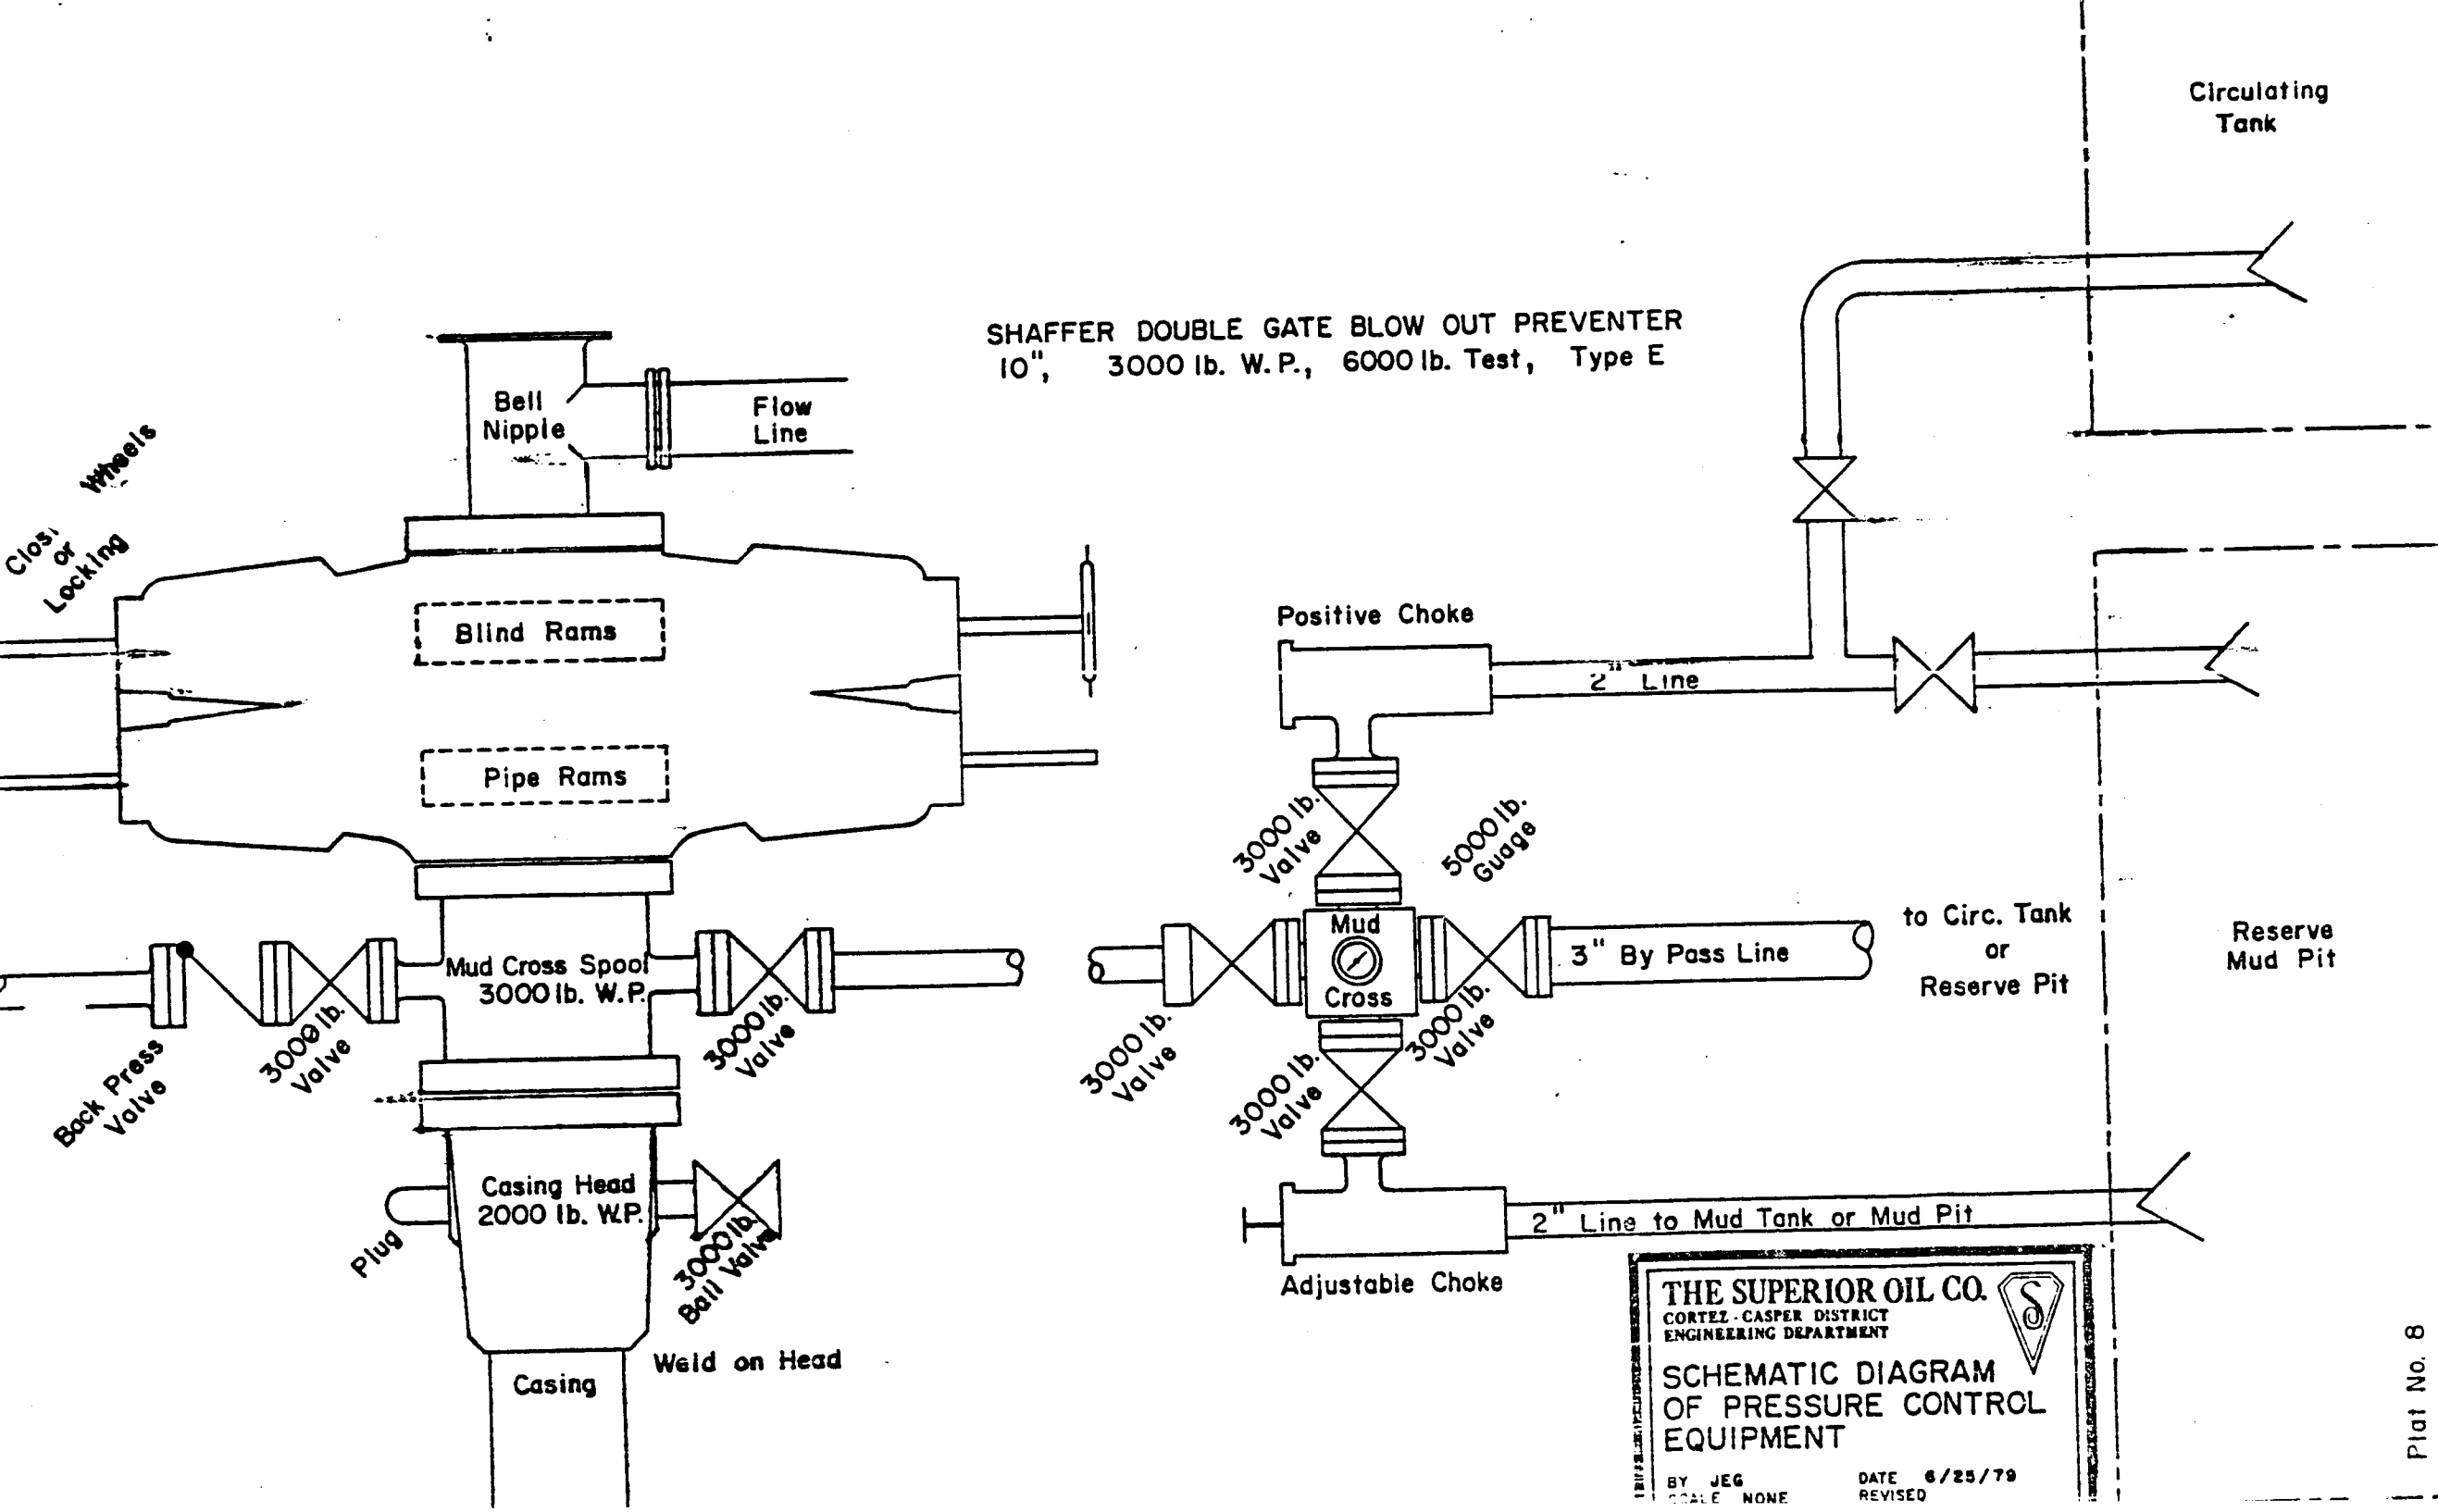 Circulating
Tank
SHAFFER DOUBLE GATE BLOW OUT PREVENTER
10", 3000 lb. W.P., 6000 lb. Test, Type E
Bell
Nipple
Flow
Line
Wheels
or
Locking
Blind Rams
Pipe Rams
Positive Choke
2" Line
3000 lb.
Valve
5000 lb.
Guage
Mud
Cross
3" By Pass Line
to Circ. Tank
or
Reserve Pit
Reserve
Mud Pit
Mud Cross Spool
3000 lb. W.P.
Back Press
Valve
3000 lb.
Valve
3000 lb.
Valve
3000 lb.
Valve
3000 lb.
Valve
3000 lb.
Valve
Casing Head
2000 lb. W.P.
Plug
3000 lb.
Ball Valve
2" Line to Mud Tank or Mud Pit
Adjustable Choke
Weld on Head
Casing
THE SUPERIOR OIL CO.
CORTEZ - CASPER DISTRICT
ENGINEERING DEPARTMENT
S
SCHEMATIC DIAGRAM
OF PRESSURE CONTROL
EQUIPMENT
BY JEG DATE 6/25/79
NONE REVISED
Plat No. 8